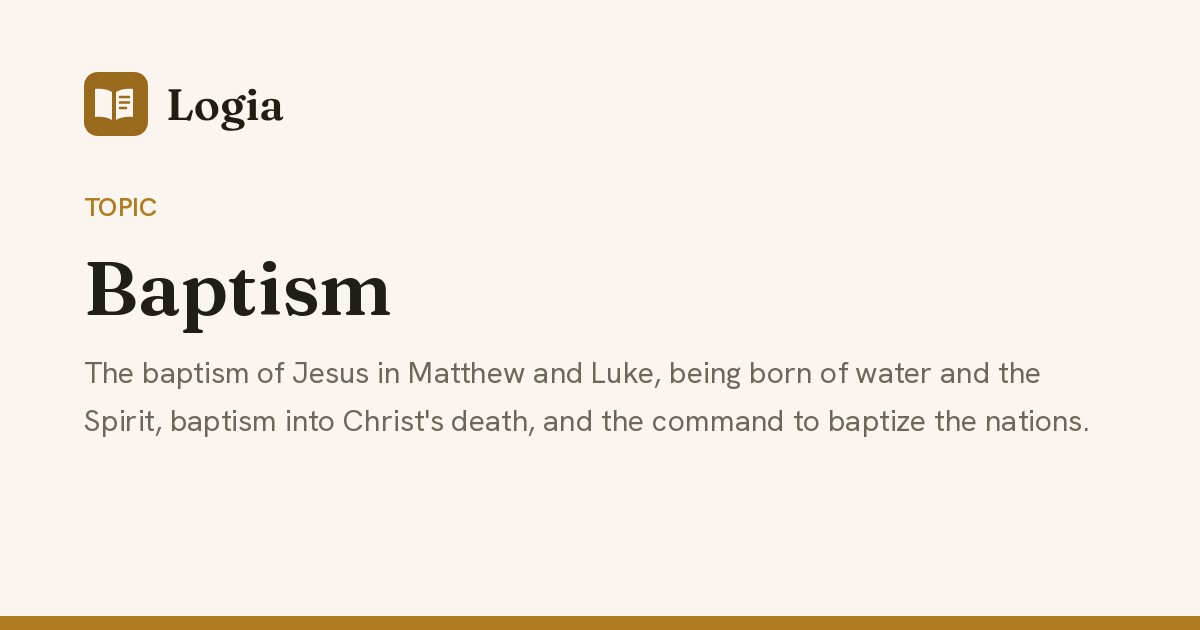 Logia
TOPIC
Baptism
The baptism of Jesus in Matthew and Luke, being born of water and the
Spirit, baptism into Christ's death, and the command to baptize the nations.